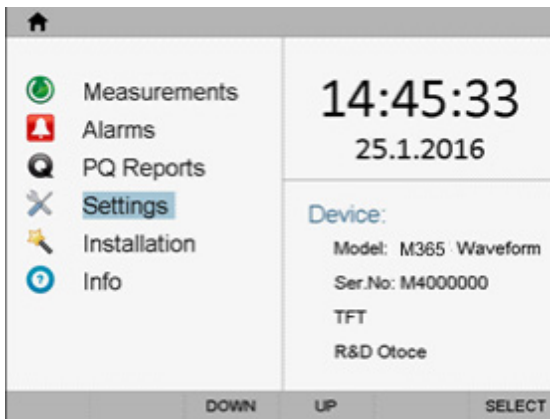 Measurements
Alarms
PQ Reports
Settings
Installation
Info
14:45:33
25.1.2016
Device:
Model: M365 Waveform
Ser.No: M4000000
TFT
R&D Otoce
DOWN UP SELECT